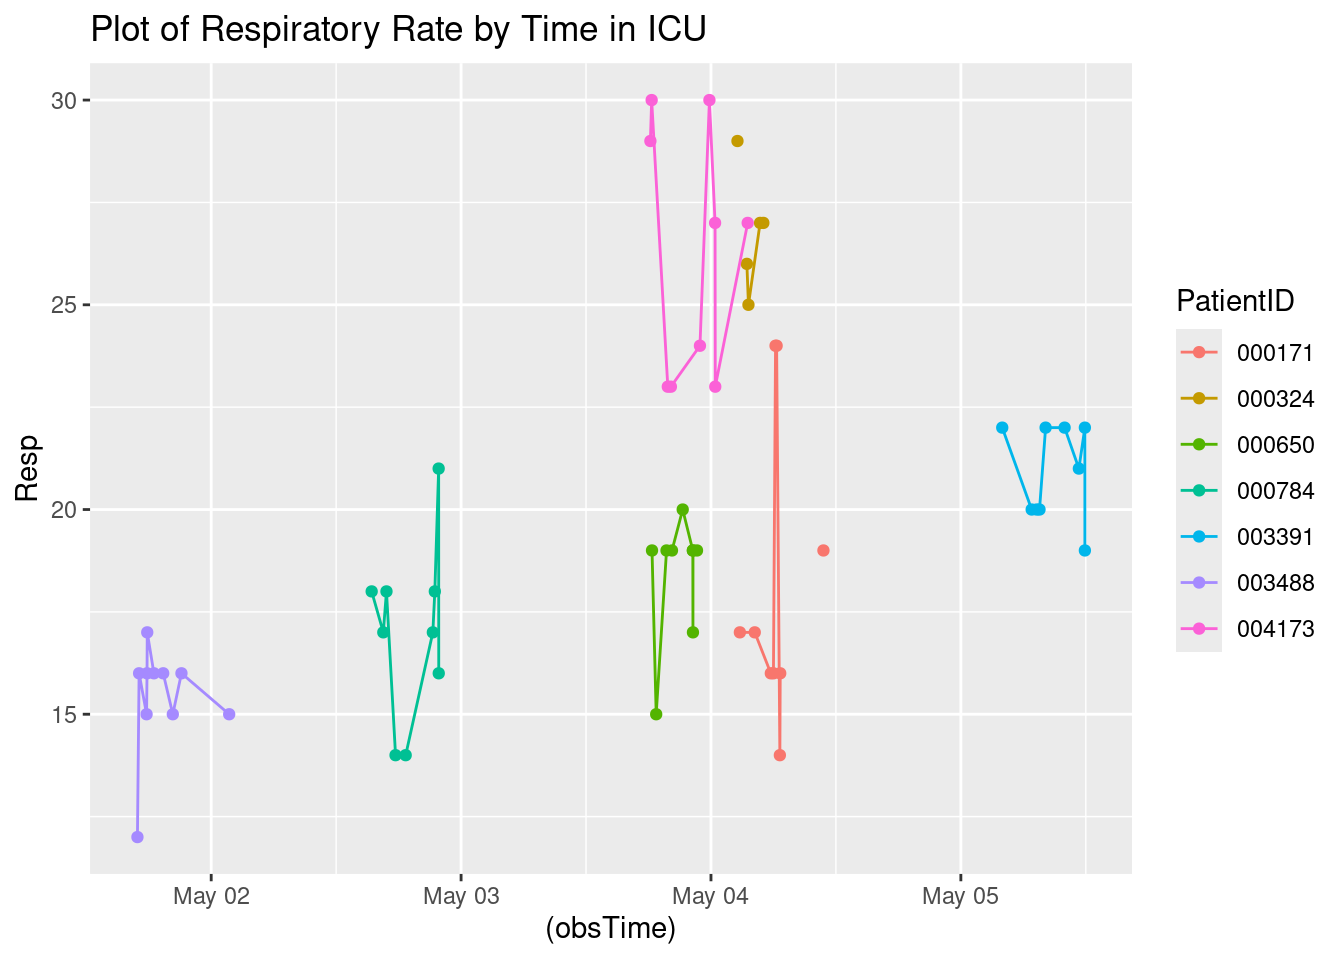 Plot of Respiratory Rate by Time in ICU
30
25
20
15
Resp
May 02
May 03
May 04
May 05
(obsTime)
PatientID
000171
000324
000650
000784
003391
003488
004173